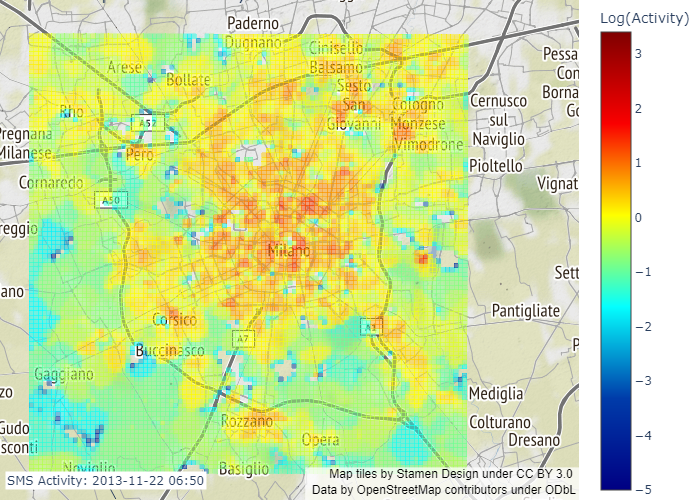 Paderno
Dugnano
Cinisello
Balsamo
Arese
Bollate
Sesto
San
Giovanni
Cologno
Monzese
Vimodrone
Rho
A52
Pero
Pregnana
Milanese
Cornaredo
A50
Cernusco
sul
Naviglio
Pioltello
Vignat
Pessa
Con
Borna
Go
reggio
ano
Milano
Sett
Pantigliate
P
Corsico
A7
A1
Buccinasco
Gaggiano
zo
Gudo
sconti
Rozzano
Opera
Mediglia
Colturano
Dresano
Noviglio
Basiglio
SMS Activity: 2013-11-22 06:50
Map tiles by Stamen Design under CC BY 3.0
Data by OpenStreetMap contributors under ODbL
Log(Activity)
3
2
1
0
−1
−2
−3
−4
−5